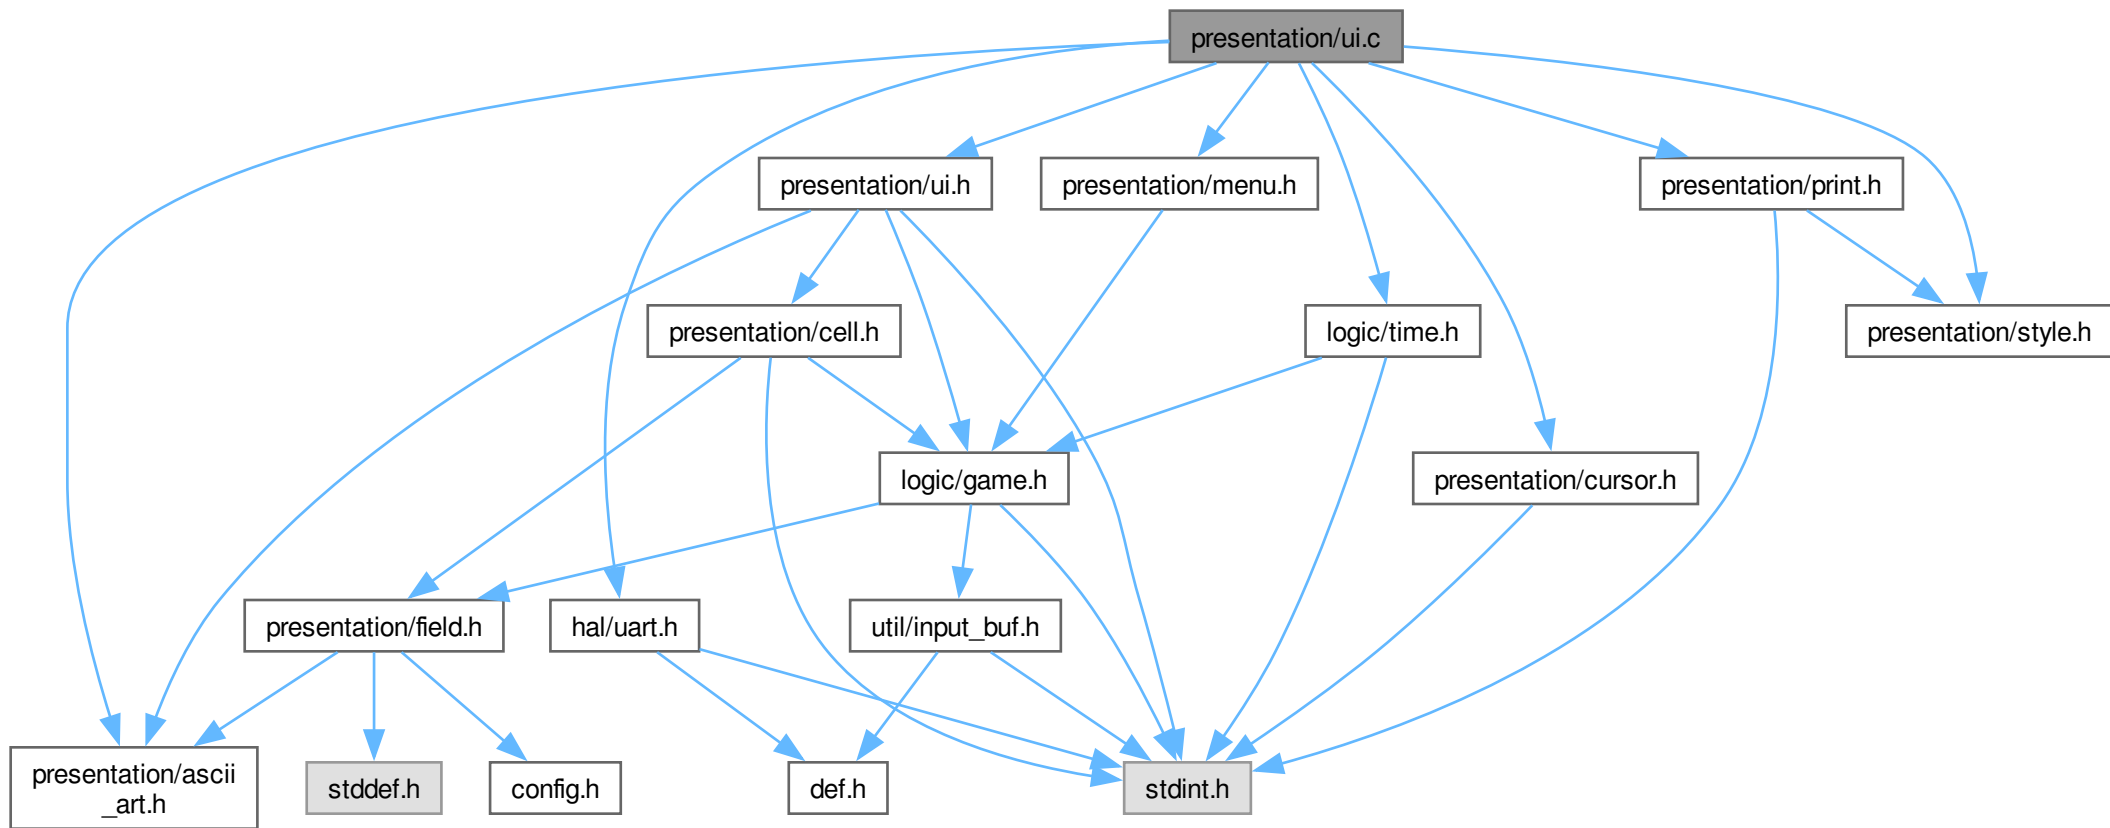 presentation/ui.c
presentation/ui.h
presentation/menu.h
presentation/print.h
presentation/cell.h
logic/time.h
presentation/style.h
logic/game.h
presentation/cursor.h
presentation/field.h
hal/uart.h
util/input_buf.h
presentation/ascii
_art.h
stddef.h
config.h
def.h
stdint.h